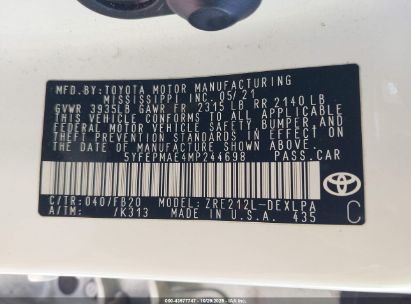 MFD.BY:TOYOTA MOTOR MANUFACTURING
MISSISSIPPI INC. 05/21
GVWR 3935LB GAWR FR 2315 LB RR 2140 LB
THIS VEHICLE CONFORMS TO ALL APPLICABLE
FEDERAL MOTOR VEHICLE SAFETY, BUMPER AND
THEFT PREVENTION STANDARDS IN EFFECT ON
THE DATE OF MANUFACTURE SHOWN ABOVE.
5YFEPMAE4MP244698 PASS.CAR
C/TR:040/FB20 MODEL:ZRE212L-DEXLPA
A/TM: /K313 MADE IN U.S.A. 435
TOYOTA
C